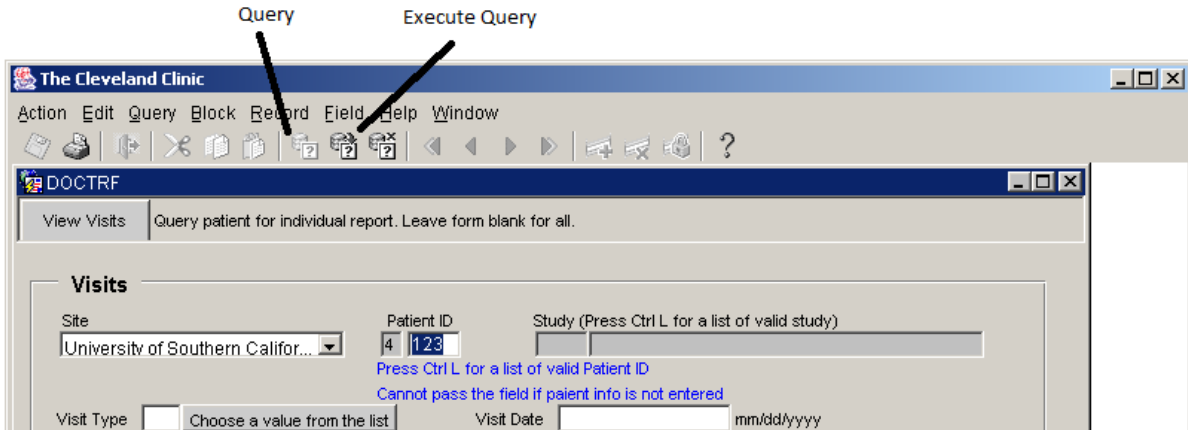 Query Execute Query
The Cleveland Clinic
Action Edit Query Block Record Field Help Window
DOCTRF
View Visits Query patient for individual report. Leave form blank for all.
Visits
Site Patient ID Study (Press Ctrl L for a list of valid study)
University of Southern Califor... 4 123
Press Ctrl L for a list of valid Patient ID
Cannot pass the field if paient info is not entered
Visit Type Choose a value from the list Visit Date mm/dd/yyyy